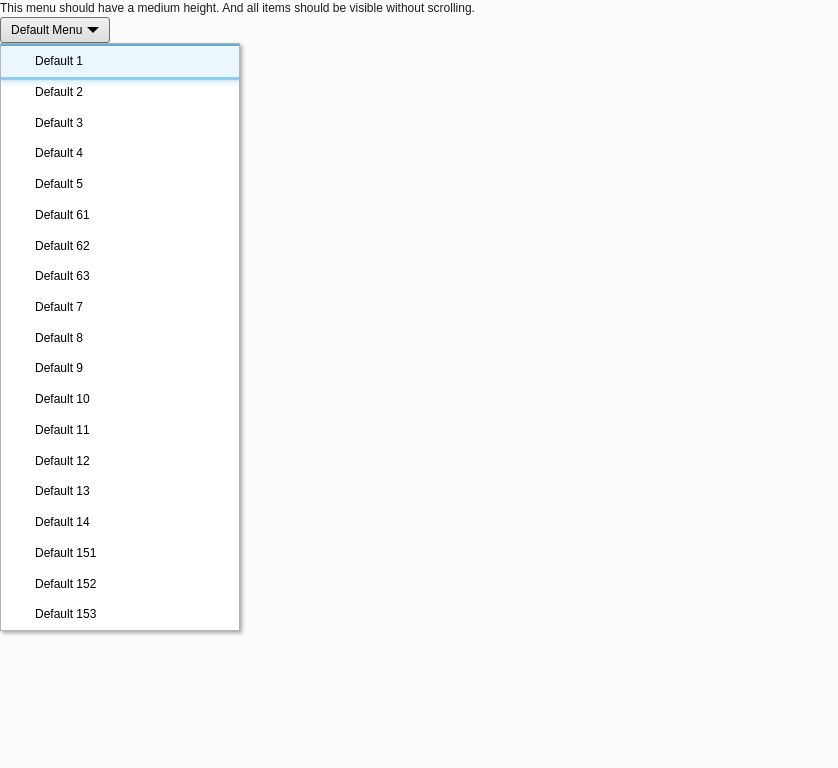 This menu should have a medium height. And all items should be visible without scrolling.
Default Menu
Default 1
Default 2
Default 3
Default 4
Default 5
Default 61
Default 62
Default 63
Default 7
Default 8
Default 9
Default 10
Default 11
Default 12
Default 13
Default 14
Default 151
Default 152
Default 153